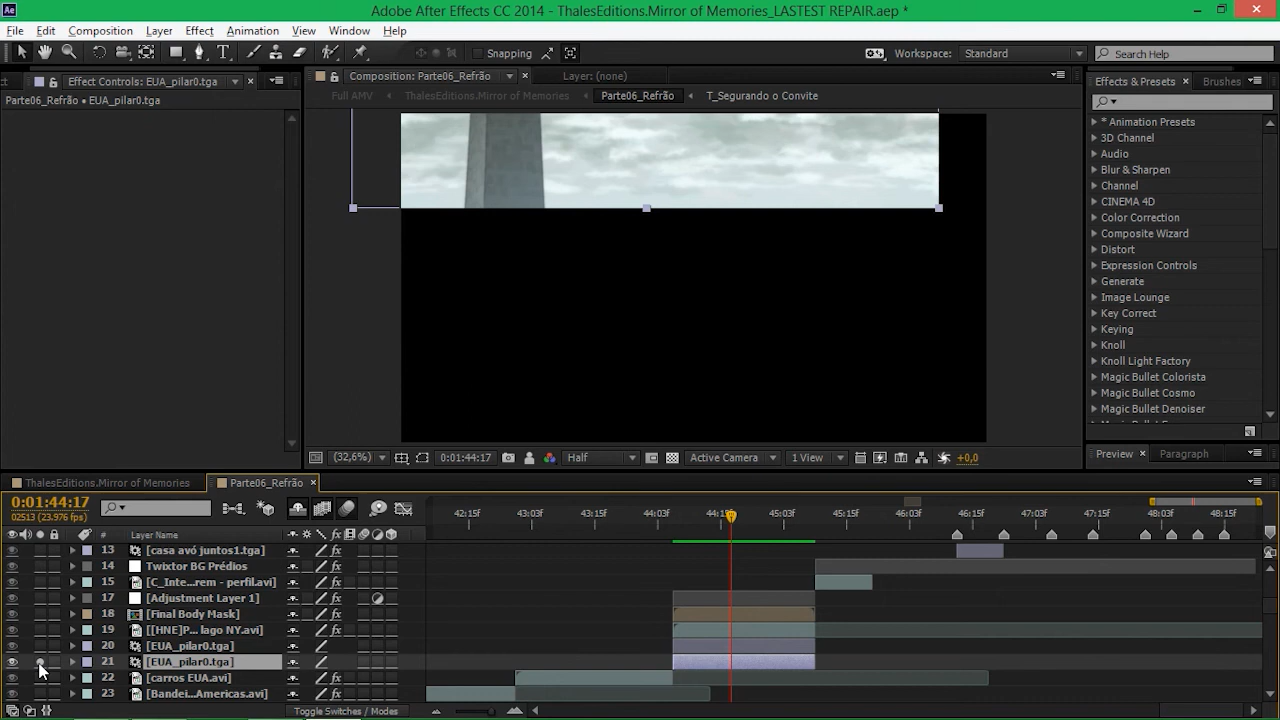 Adobe After Effects CC 2014 - ThalesEditions.Mirror of Memories_LASTEST REPAIR.aep *
File Edit Composition Layer Effect Animation View Window Help
Snapping
Workspace: Standard
Search Help
Effect Controls: EUA_pilar0.tga
Composition: Parte06_Refrão
Layer: (none)
Effects & Presets
Brushes
Parte06_Refrão • EUA_pilar0.tga
Full AMV
ThalesEditions.Mirror of Memories
Parte06_Refrão
T_Segurando o Convite
* Animation Presets
3D Channel
Audio
Blur & Sharpen
Channel
CINEMA 4D
Color Correction
Composite Wizard
Distort
Expression Controls
Generate
Image Lounge
Key Correct
Keying
Knoll
Knoll Light Factory
Magic Bullet Colorista
Magic Bullet Cosmo
Magic Bullet Denoiser
(32,6%)
0:01:44:17
Half
Active Camera
1 View
+0,0
Preview
Paragraph
ThalesEditions.Mirror of Memories
Parte06_Refrão
0:01:44:17
02513 (23.976 fps)
42:15f 43:03f 43:15f 44:03f 44:15f 45:03f 45:15f 46:03f 46:15f 47:03f 47:15f 48:03f 48:15f
# Layer Name
13 [casa avó juntos1.tga]
14 Twixtor BG Prédios
15 [C_Inte...rem - perfil.avi]
17 [Adjustment Layer 1]
18 [Final Body Mask]
19 [[HNE]P... lago NY.avi]
20 [EUA_pilar0.tga]
21 [EUA_pilar0.tga]
22 [carros EUA.avi]
23 [Bandei...Americas.avi]
Toggle Switches / Modes